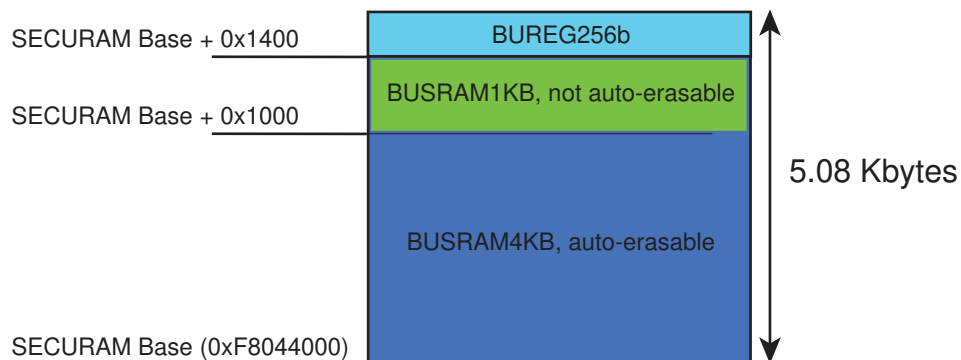 SECURAM Base + 0x1400
BUREG256b
BUSRAM1KB, not auto-erasable
SECURAM Base + 0x1000
5.08 Kbytes
BUSRAM4KB, auto-erasable
SECURAM Base (0xF8044000)